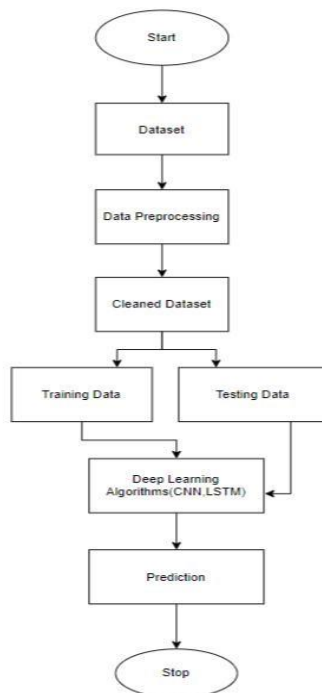 Start
Dataset
Data Preprocessing
Cleaned Dataset
Training Data
Testing Data
Deep Learning
Algorithms(CNN,LSTM)
Prediction
Stop